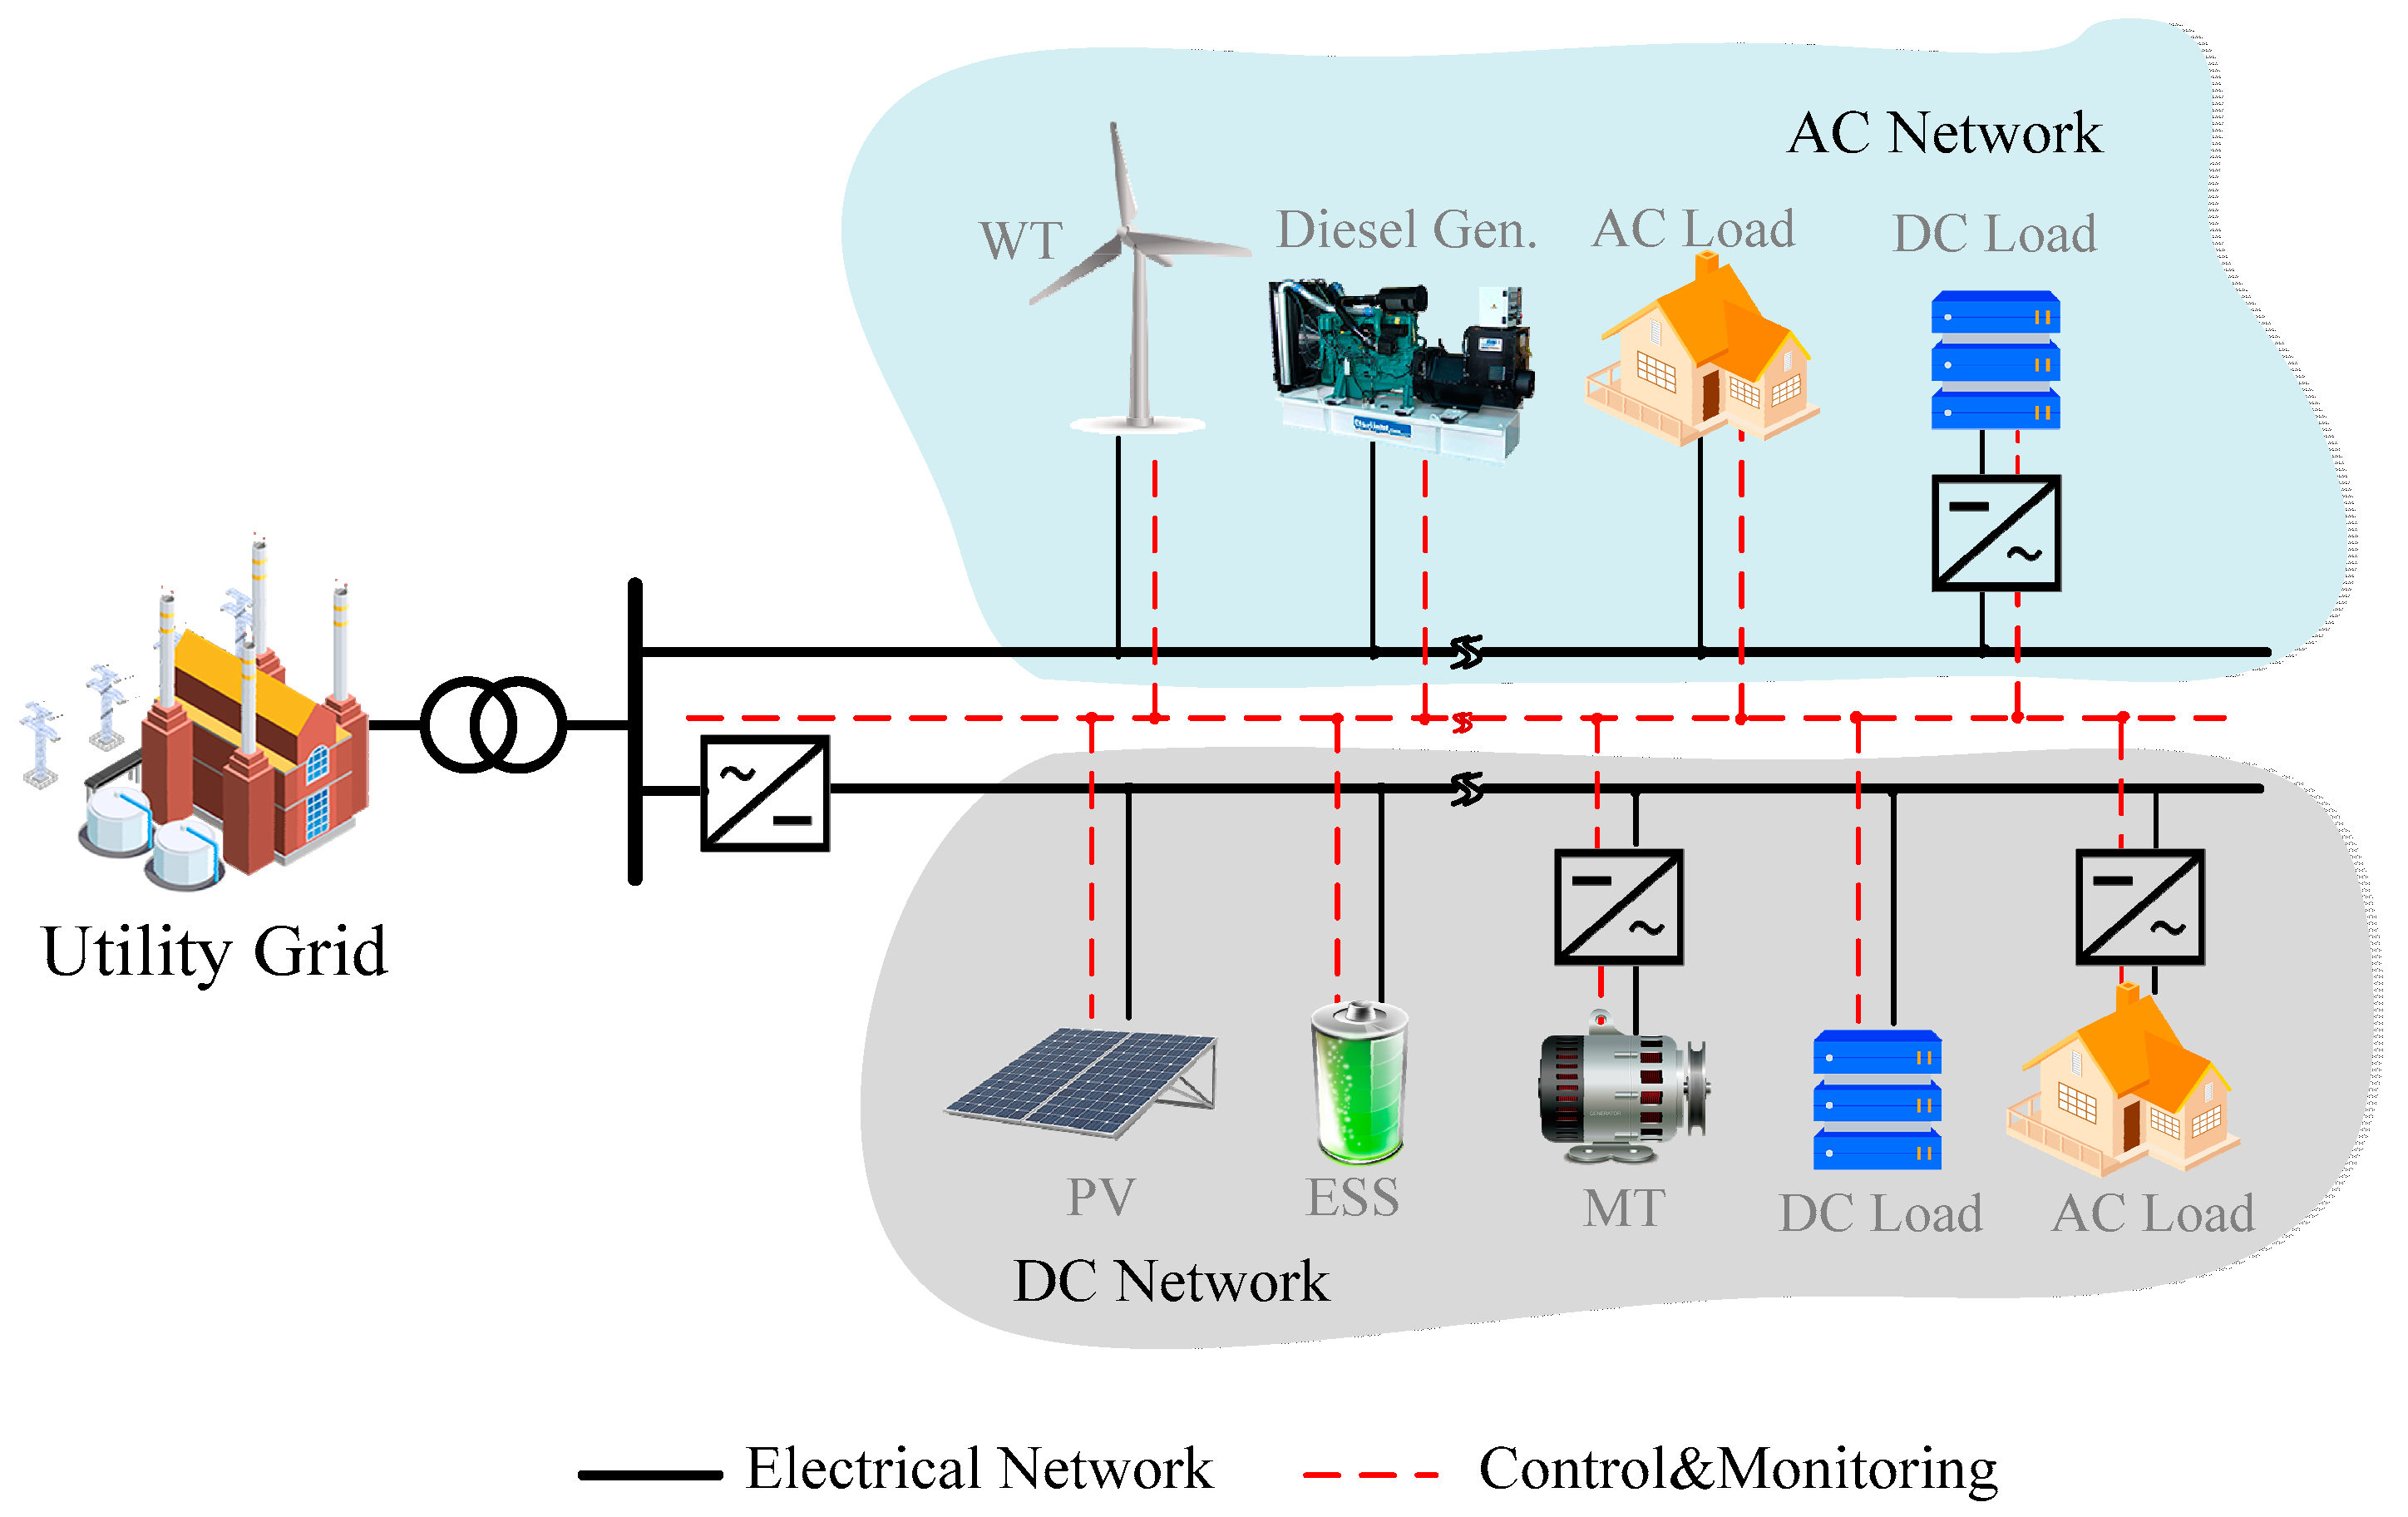 AC Network
WT
Diesel Gen.
AC Load
DC Load
Utility Grid
GENERATOR
PV
ESS
MT
DC Load
AC Load
DC Network
Electrical Network
Control&Monitoring